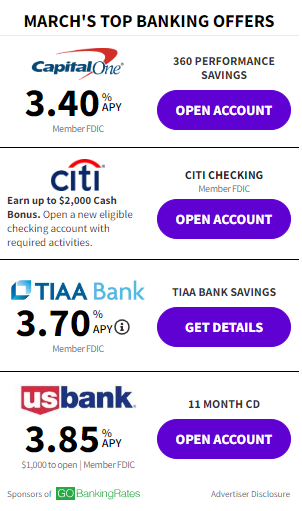 MARCH'S TOP BANKING OFFERS
Capital One®
3.40 % APY
Member FDIC
360 PERFORMANCE
SAVINGS
OPEN ACCOUNT
citi
Earn up to $2,000 Cash
Bonus. Open a new eligible
checking account with
required activities.
CITI CHECKING
Member FDIC
OPEN ACCOUNT
TIAA Bank
3.70 % APY
Member FDIC
TIAA BANK SAVINGS
GET DETAILS
usbank.
3.85 % APY
$1,000 to open | Member FDIC
11 MONTH CD
OPEN ACCOUNT
Sponsors of GOBankingRates
Advertiser Disclosure